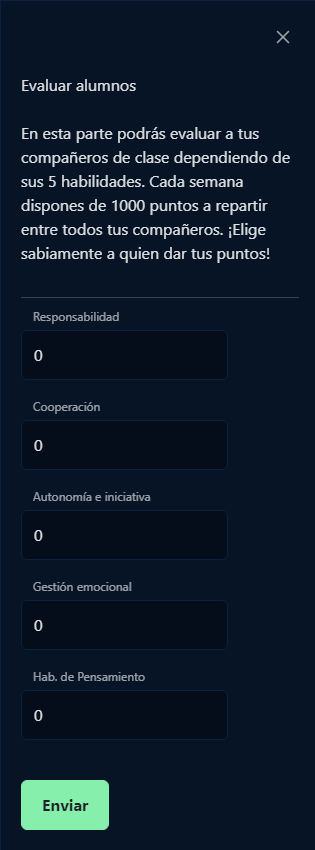 Evaluar alumnos
En esta parte podrás evaluar a tus
compañeros de clase dependiendo de
sus 5 habilidades. Cada semana
dispones de 1000 puntos a repartir
entre todos tus compañeros. ¡Elige
sabiamente a quien dar tus puntos!
Responsabilidad
0
Cooperación
0
Autonomía e iniciativa
0
Gestión emocional
0
Hab. de Pensamiento
0
Enviar